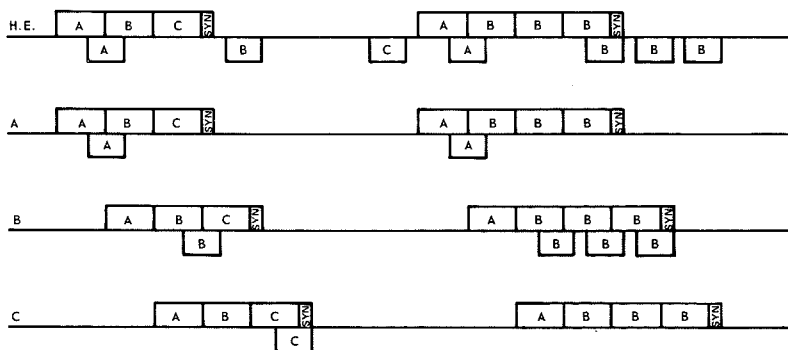 H.E. A B C SYN A B B B SYN
A B C A B B B
A A B C SYN A B B B SYN
A A
B A B C SYN A B B B SYN
B B B B
C A B C SYN A B B B SYN
C